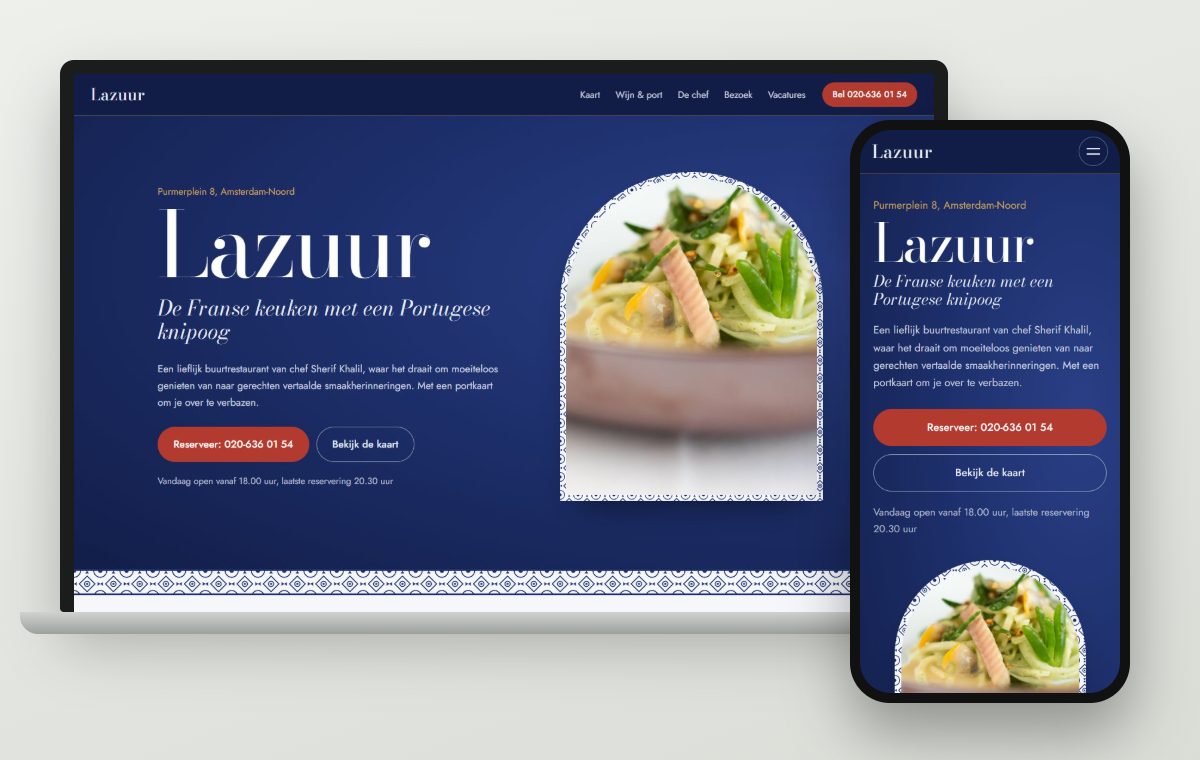 Lazuur
Kaart
Wijn & port
De chef
Bezoek
Vacatures
Bel 020-636 01 54
Purmerplein 8, Amsterdam-Noord
Lazuur
De Franse keuken met een Portugese
knipoog
Een lieflijk buurtrestaurant van chef Sherif Khalil, waar het draait om moeiteloos
genieten van naar gerechten vertaalde smaakherinneringen. Met een portkaart
om je over te verbazen.
Reserveer: 020-636 01 54
Bekijk de kaart
Vandaag open vanaf 18.00 uur, laatste reservering 20.30 uur
Lazuur
Purmerplein 8, Amsterdam-Noord
Lazuur
De Franse keuken met een
Portugese knipoog
Een lieflijk buurtrestaurant van chef Sherif Khalil,
waar het draait om moeiteloos genieten van naar
gerechten vertaalde smaakherinneringen. Met een
portkaart om je over te verbazen.
Reserveer: 020-636 01 54
Bekijk de kaart
Vandaag open vanaf 18.00 uur, laatste reservering
20.30 uur